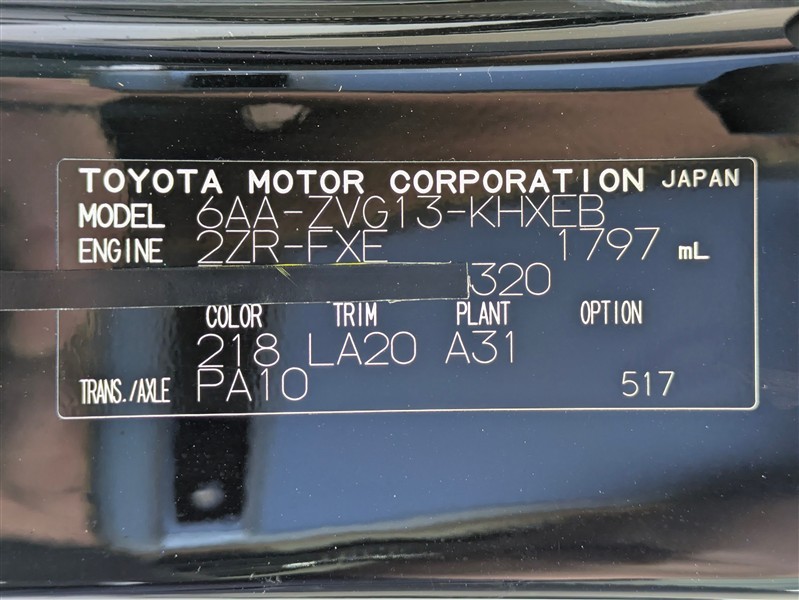 TOYOTA MOTOR CORPORATION JAPAN
MODEL 6AA-ZVG13-KHXEB
ENGINE 2ZR-FXE 1797 mL
320
COLOR TRIM PLANT OPTION
218 LA20 A31
TRANS./AXLE PA10 517